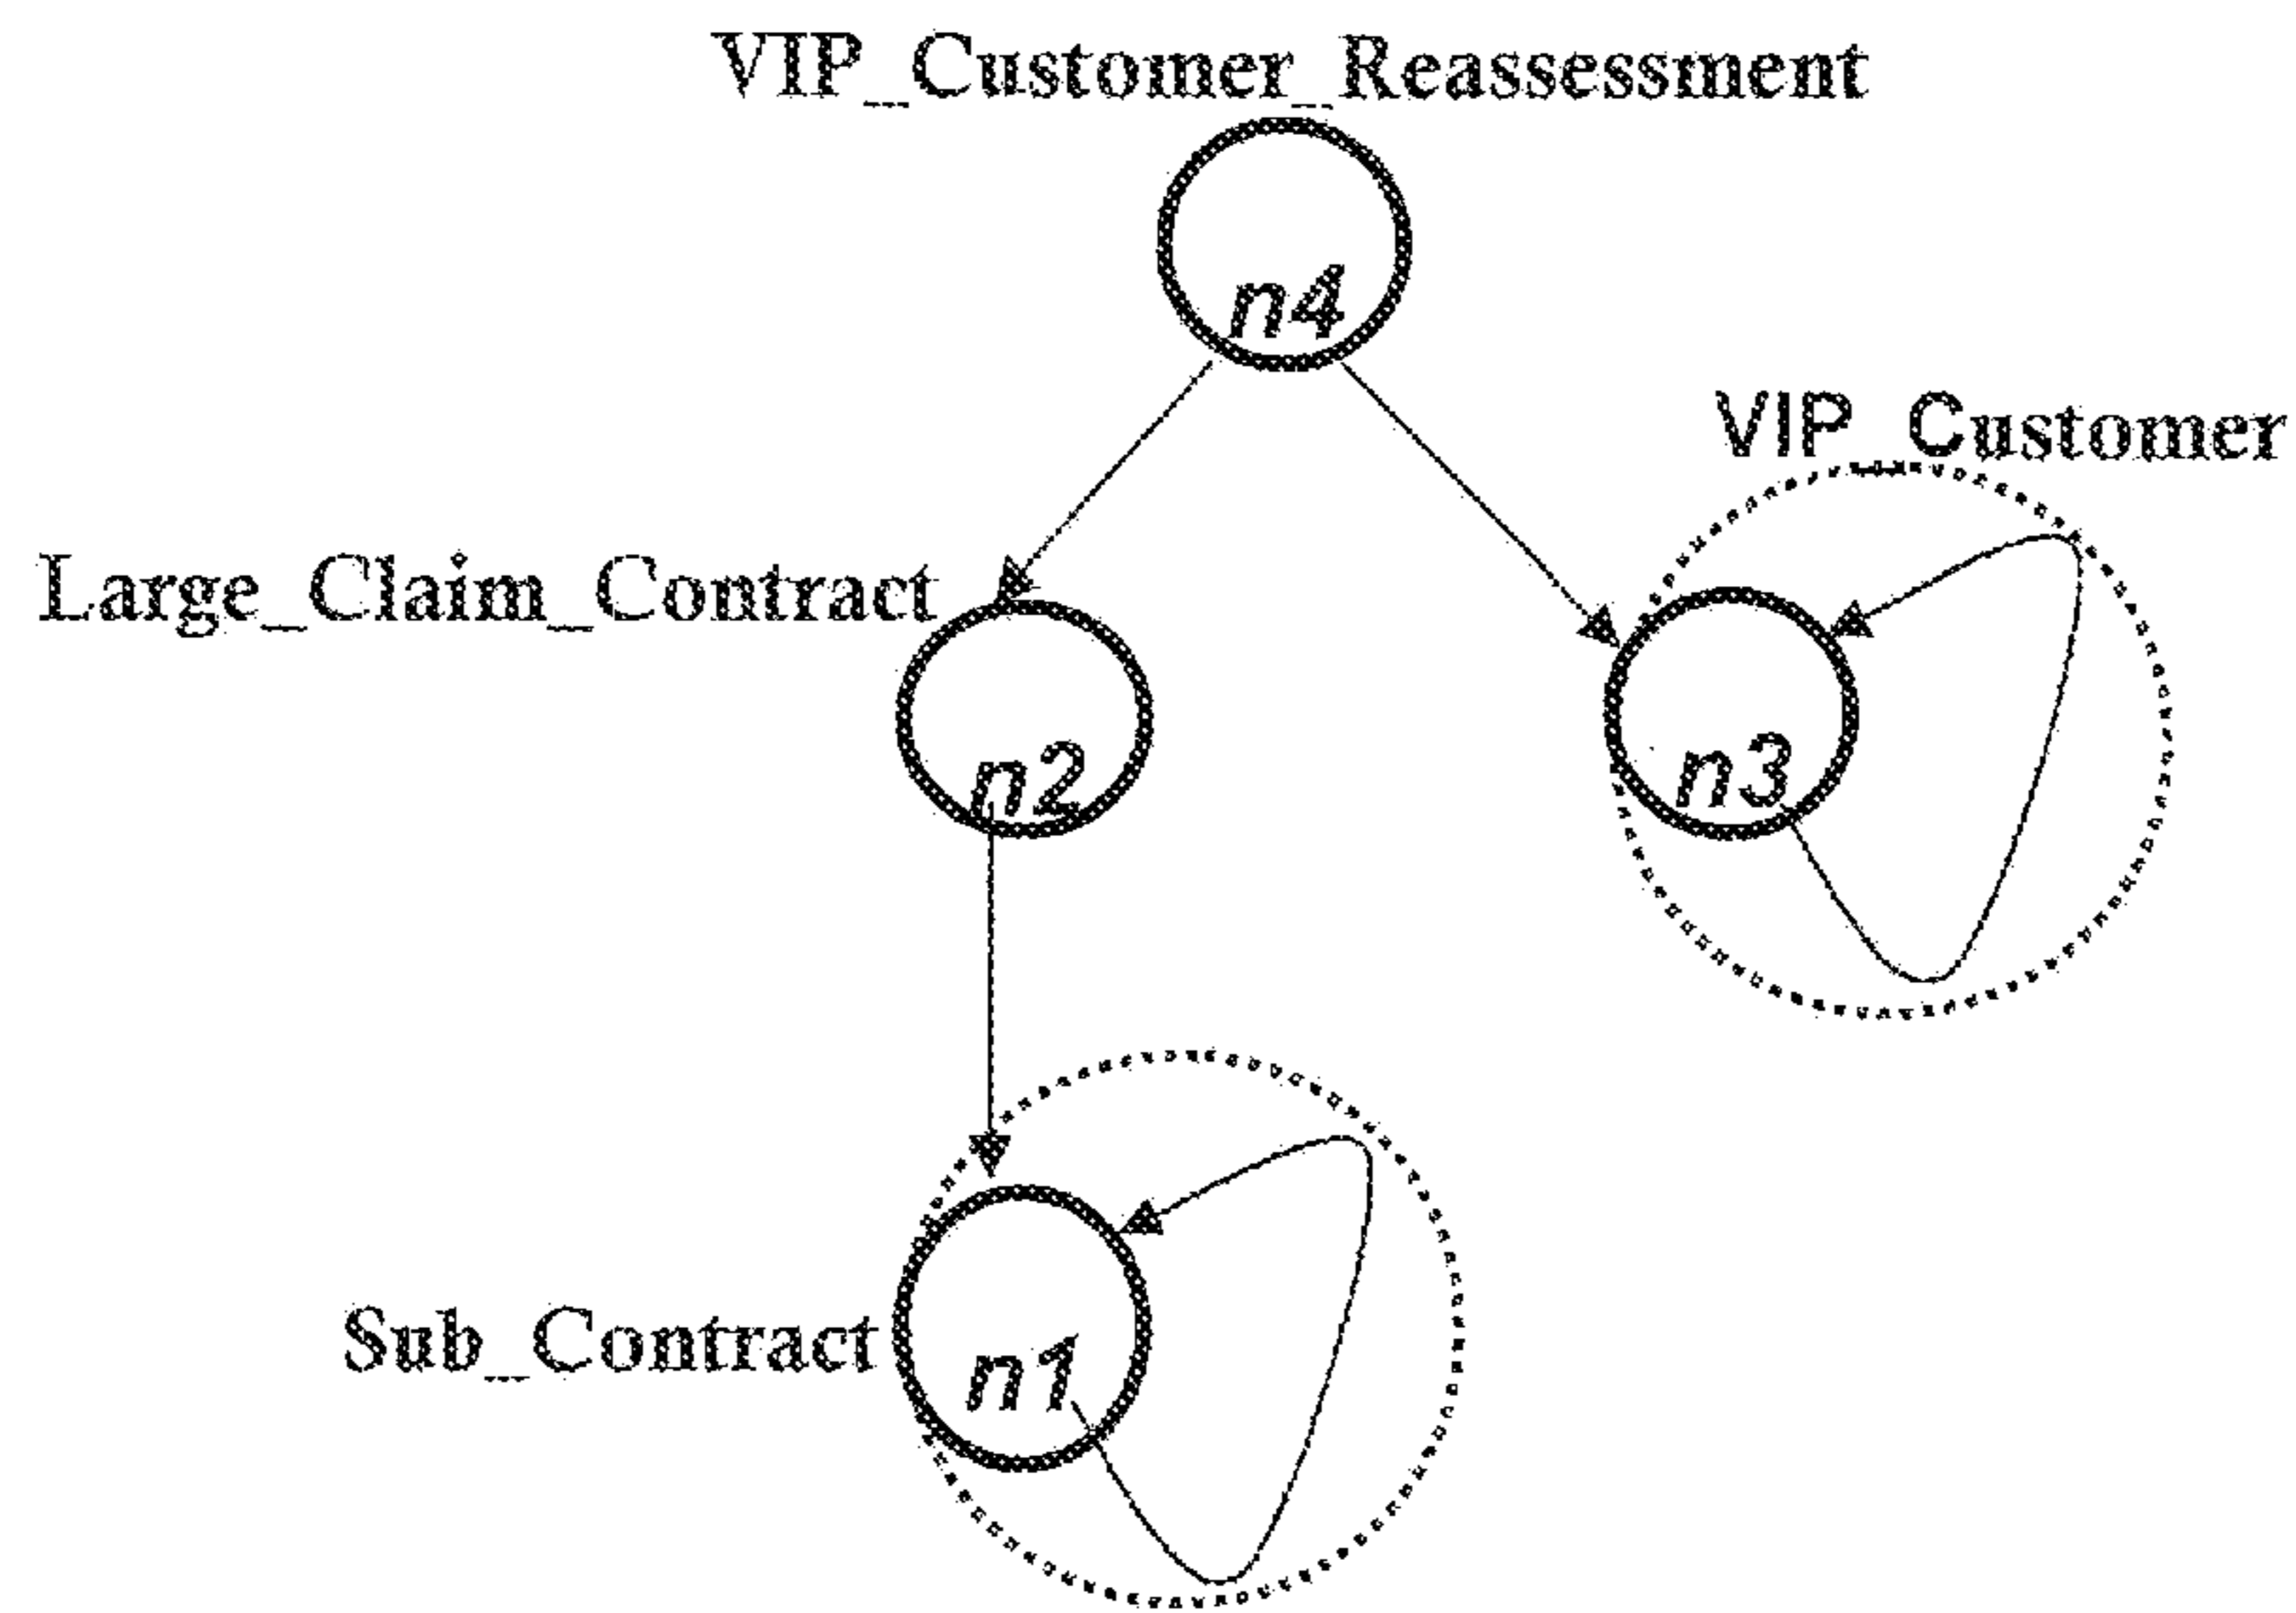 VIP_Customer_Reassessment
n4
VIP_Customer
Large_Claim_Contract
n2
n3
Sub_Contract
n1